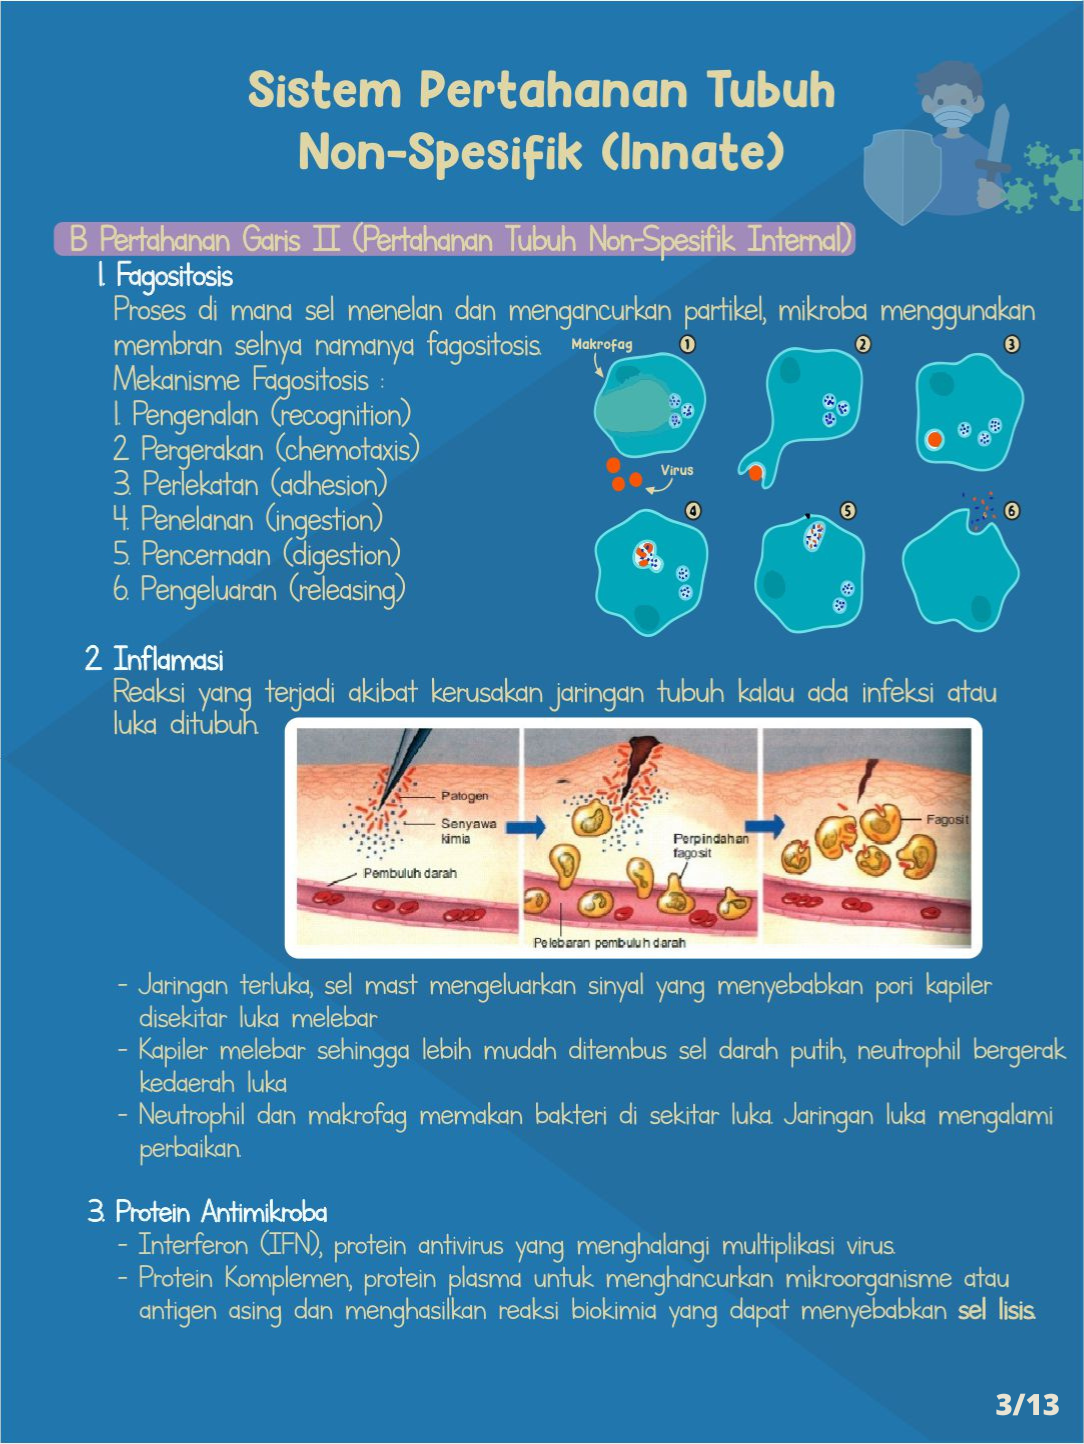 Sistem Pertahanan Tubuh
Non-Spesifik (Innate)
B Pertahanan Garis II (Pertahanan Tubuh Non-Spesifik Internal)
1. Fagositosis
Proses di mana sel menelan dan mengancurkan partikel, mikroba menggunakan
membran selnya namanya fagositosis.
Mekanisme Fagositosis :
1. Pengenalan (recognition)
2. Pergerakan (chemotaxis)
3. Perlekatan (adhesion)
4. Penelanan (ingestion)
5. Pencernaan (digestion)
6. Pengeluaran (releasing)
Makrofag
1
2
3
Virus
4
5
6
2. Inflamasi
Reaksi yang terjadi akibat kerusakan jaringan tubuh kalau ada infeksi atau
luka ditubuh.
Patogen
Senyawa
kimia
Pembuluh darah
Perpindahan
fagosit
Pelebaran pembuluh darah
Fagosit
- Jaringan terluka, sel mast mengeluarkan sinyal yang menyebabkan pori kapiler
disekitar luka melebar
- Kapiler melebar sehingga lebih mudah ditembus sel darah putih, neutrophil bergerak
kedaerah luka
- Neutrophil dan makrofag memakan bakteri di sekitar luka. Jaringan luka mengalami
perbaikan.
3. Protein Antimikroba
- Interferon (IFN), protein antivirus yang menghalangi multiplikasi virus.
- Protein Komplemen, protein plasma untuk menghancurkan mikroorganisme atau
antigen asing dan menghasilkan reaksi biokimia yang dapat menyebabkan sel lisis.
3/13